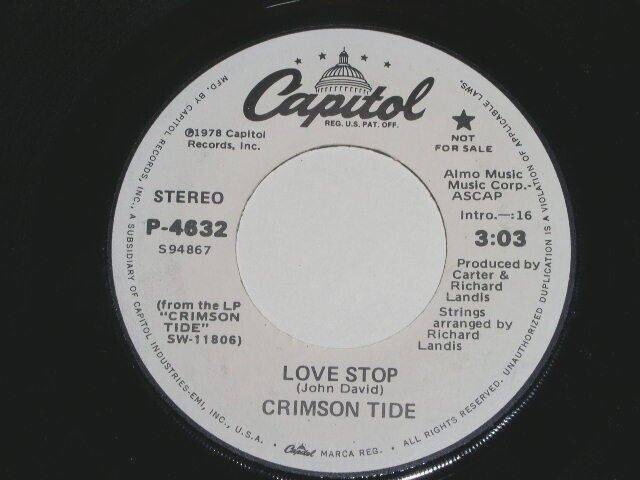 Capitol
REG. U.S. PAT. OFF.
℗1978 Capitol
Records, Inc.
NOT
FOR SALE
STEREO
P-4632
S94867
(from the LP
"CRIMSON
TIDE"
SW-11806)
Almo Music
Music Corp.-
ASCAP
Intro.—:16
3:03
Produced by
Carter & Richard
Landis
Strings
arranged by
Richard
Landis
LOVE STOP
(John David)
CRIMSON TIDE
MFD. BY CAPITOL RECORDS, INC., A SUBSIDIARY OF CAPITOL INDUSTRIES-EMI, INC., U.S.A. • Capitol MARCA REG. • ALL RIGHTS RESERVED. UNAUTHORIZED DUPLICATION IS A VIOLATION OF APPLICABLE LAWS.